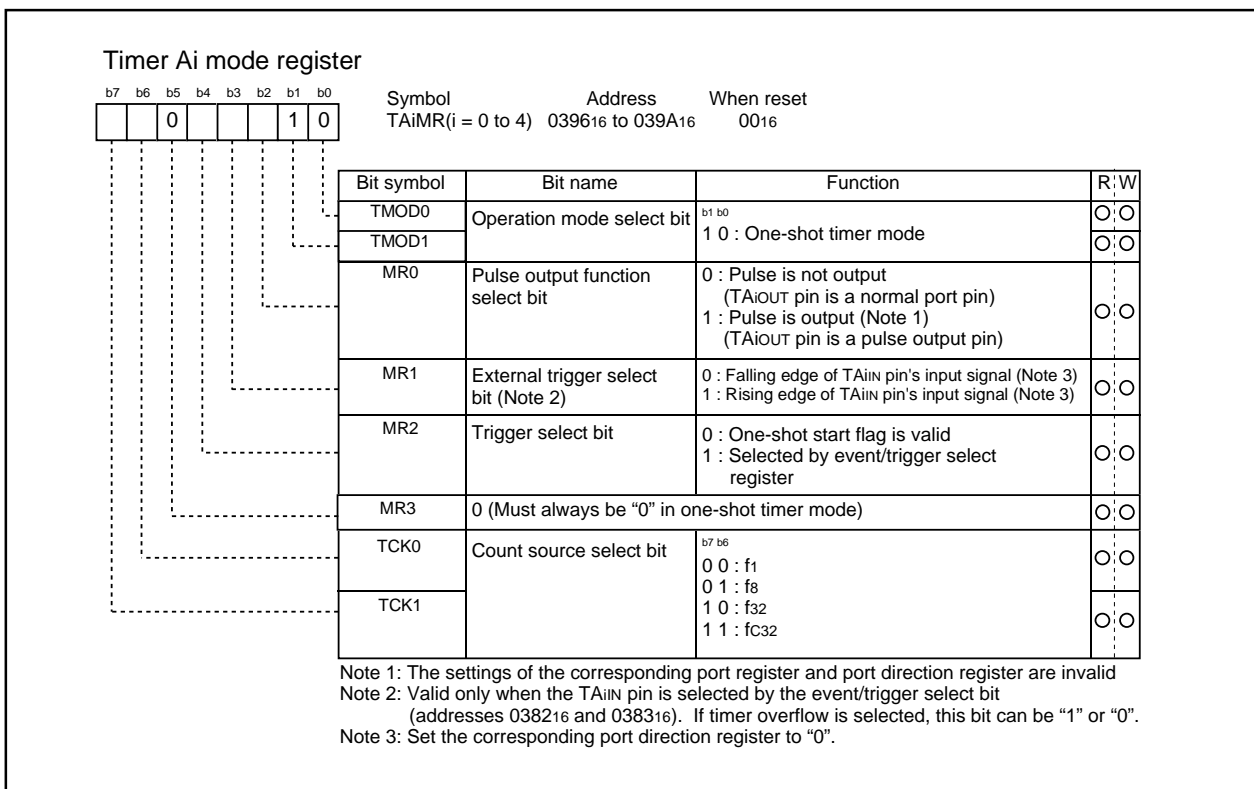 Timer Ai mode register
b7 b6 b5 b4 b3 b2 b1 b0
0 1 0
Symbol Address When reset
TAiMR(i = 0 to 4) 039616 to 039A16 0016
Bit symbol Bit name Function R W
TMOD0
TMOD1
Operation mode select bit
b1 b0
1 0 : One-shot timer mode
MR0
Pulse output function
select bit
0 : Pulse is not output
(TAiOUT pin is a normal port pin)
1 : Pulse is output (Note 1)
(TAiOUT pin is a pulse output pin)
MR1
External trigger select
bit (Note 2)
0 : Falling edge of TAiIN pin's input signal (Note 3)
1 : Rising edge of TAiIN pin's input signal (Note 3)
MR2
Trigger select bit
0 : One-shot start flag is valid
1 : Selected by event/trigger select
register
MR3
0 (Must always be “0” in one-shot timer mode)
TCK0
TCK1
Count source select bit
b7 b6
0 0 : f1
0 1 : f8
1 0 : f32
1 1 : fC32
Note 1: The settings of the corresponding port register and port direction register are invalid
Note 2: Valid only when the TAiIN pin is selected by the event/trigger select bit
(addresses 038216 and 038316). If timer overflow is selected, this bit can be “1” or “0”.
Note 3: Set the corresponding port direction register to “0”.